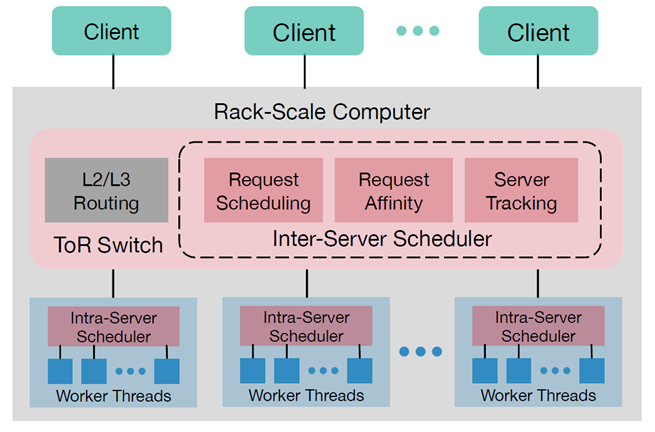 Client
Client
Client
Rack-Scale Computer
L2/L3
Routing
Request
Scheduling
Request
Affinity
Server
Tracking
ToR Switch
Inter-Server Scheduler
Intra-Server
Scheduler
Worker Threads
Intra-Server
Scheduler
Worker Threads
Intra-Server
Scheduler
Worker Threads